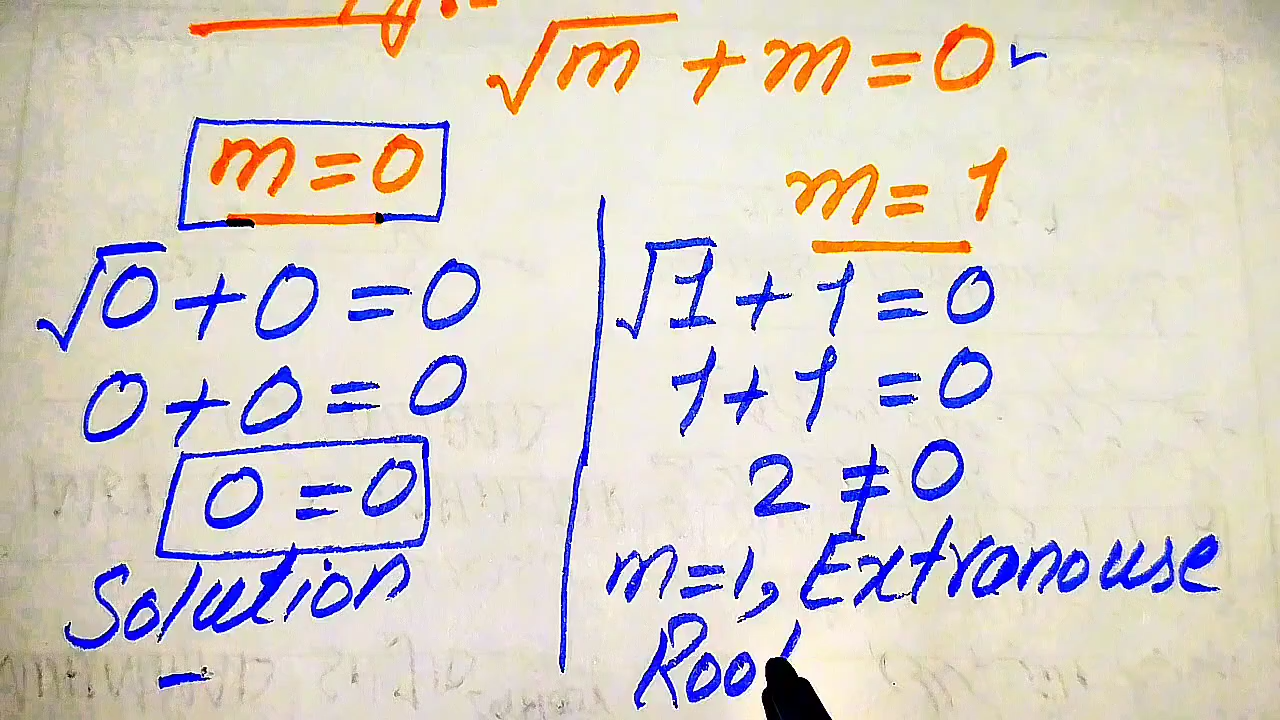 √m + m = 0
m = 0
√0 + 0 = 0
0 + 0 = 0
0 = 0
Solution
m = 1
√1 + 1 = 0
1 + 1 = 0
2 ≠ 0
m=1, Extranouse
Root